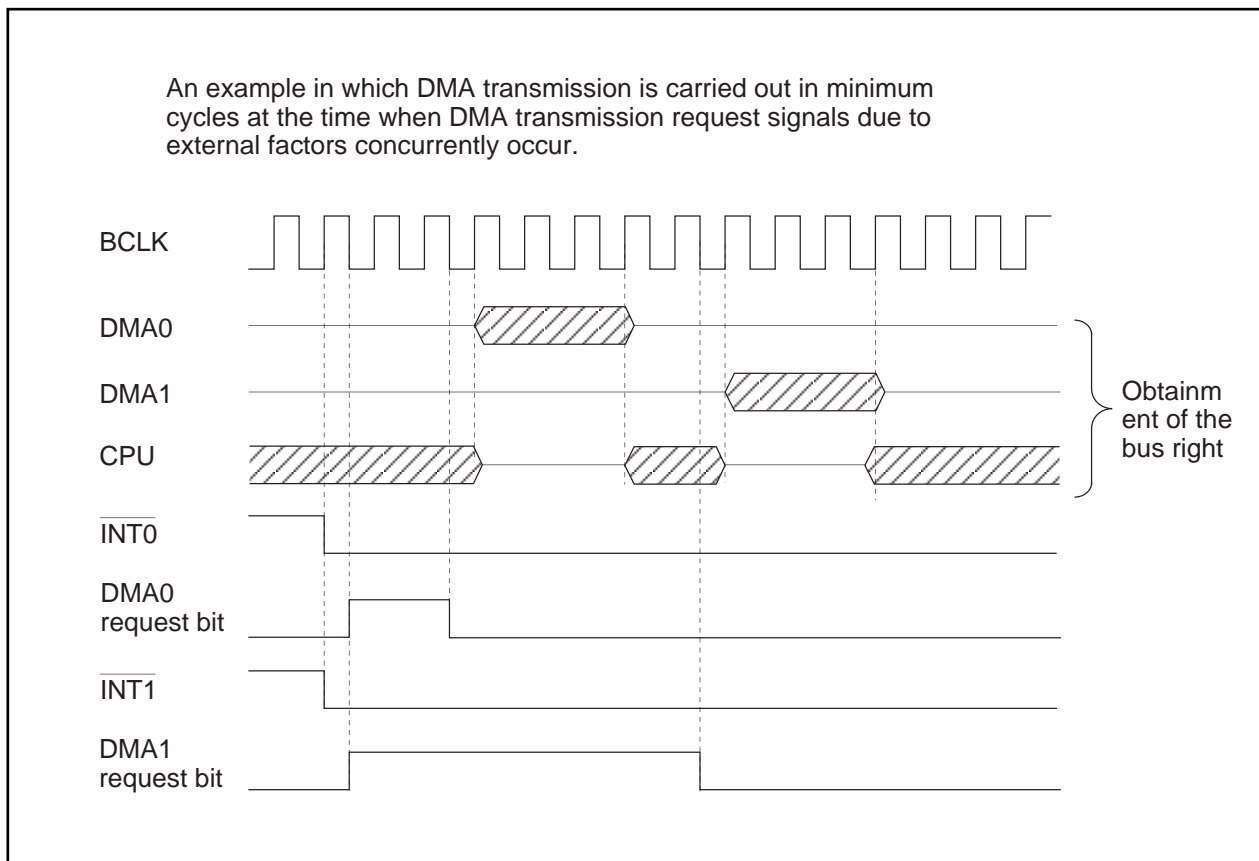 An example in which DMA transmission is carried out in minimum
cycles at the time when DMA transmission request signals due to
external factors concurrently occur.
BCLK
DMA0
DMA1
CPU
Obtainm
ent of the
bus right
INT0
DMA0
request bit
INT1
DMA1
request bit